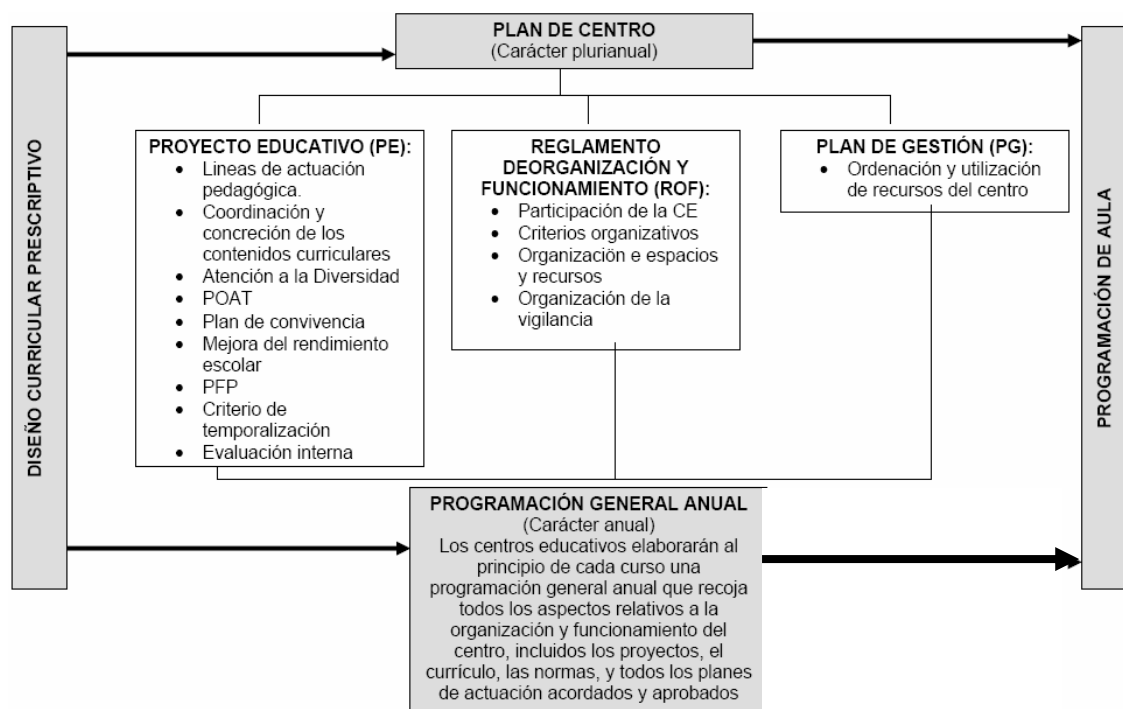 DISEÑO CURRICULAR PRESCRIPTIVO
PLAN DE CENTRO
(Carácter plurianual)
PROYECTO EDUCATIVO (PE):
• Lineas de actuación
pedagógica.
• Coordinación y
concreción de los
contenidos curriculares
• Atención a la Diversidad
• POAT
• Plan de convivencia
• Mejora del rendimiento
escolar
• PFP
• Criterio de
temporalización
• Evaluación interna
REGLAMENTO
DEORGANIZACIÓN Y
FUNCIONAMIENTO (ROF):
• Participación de la CE
• Criterios organizativos
• Organizaciön e espacios
y recursos
• Organización de la
vigilancia
PLAN DE GESTIÓN (PG):
• Ordenación y utilización
de recursos del centro
PROGRAMACIÓN GENERAL ANUAL
(Carácter anual)
Los centros educativos elaborarán al
principio de cada curso una
programación general anual que recoja
todos los aspectos relativos a la
organización y funcionamiento del
centro, incluidos los proyectos, el
currículo, las normas, y todos los planes
de actuación acordados y aprobados
PROGRAMACIÓN DE AULA